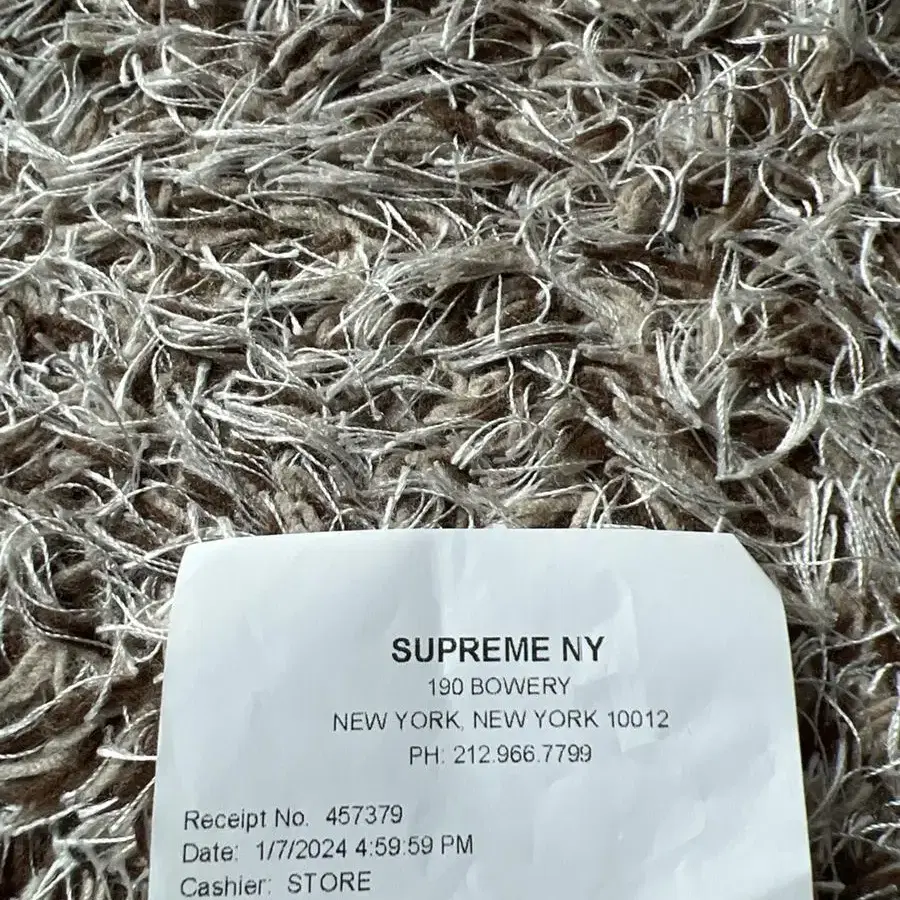 SUPREME NY
190 BOWERY
NEW YORK, NEW YORK 10012
PH: 212.966.7799
Receipt No. 457379
Date: 1/7/2024 4:59:59 PM
Cashier: STORE